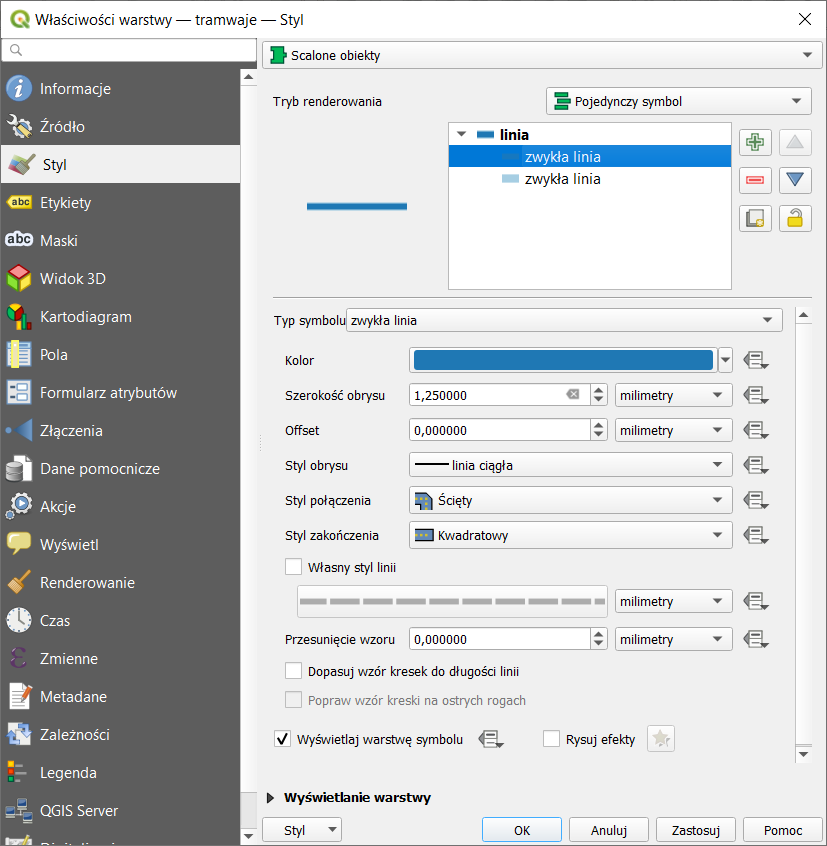 Właściwości warstwy — tramwaje — Styl
Informacje
Źródło
Styl
Etykiety
Maski
Widok 3D
Kartodiagram
Pola
Formularz atrybutów
Złączenia
Dane pomocnicze
Akcje
Wyświetl
Renderowanie
Czas
Zmienne
Metadane
Zależności
Legenda
QGIS Server
Scalone obiekty
Tryb renderowania
Pojedynczy symbol
linia
zwykła linia
zwykła linia
Typ symbolu zwykła linia
Kolor
Szerokość obrysu 1,250000 milimetry
Offset 0,000000 milimetry
Styl obrysu linia ciągła
Styl połączenia Ścięty
Styl zakończenia Kwadratowy
Własny styl linii
milimetry
Przesunięcie wzoru 0,000000 milimetry
Dopasuj wzór kresek do długości linii
Popraw wzór kreski na ostrych rogach
Wyświetlaj warstwę symbolu Rysuj efekty
Wyświetlanie warstwy
Styl OK Anuluj Zastosuj Pomoc